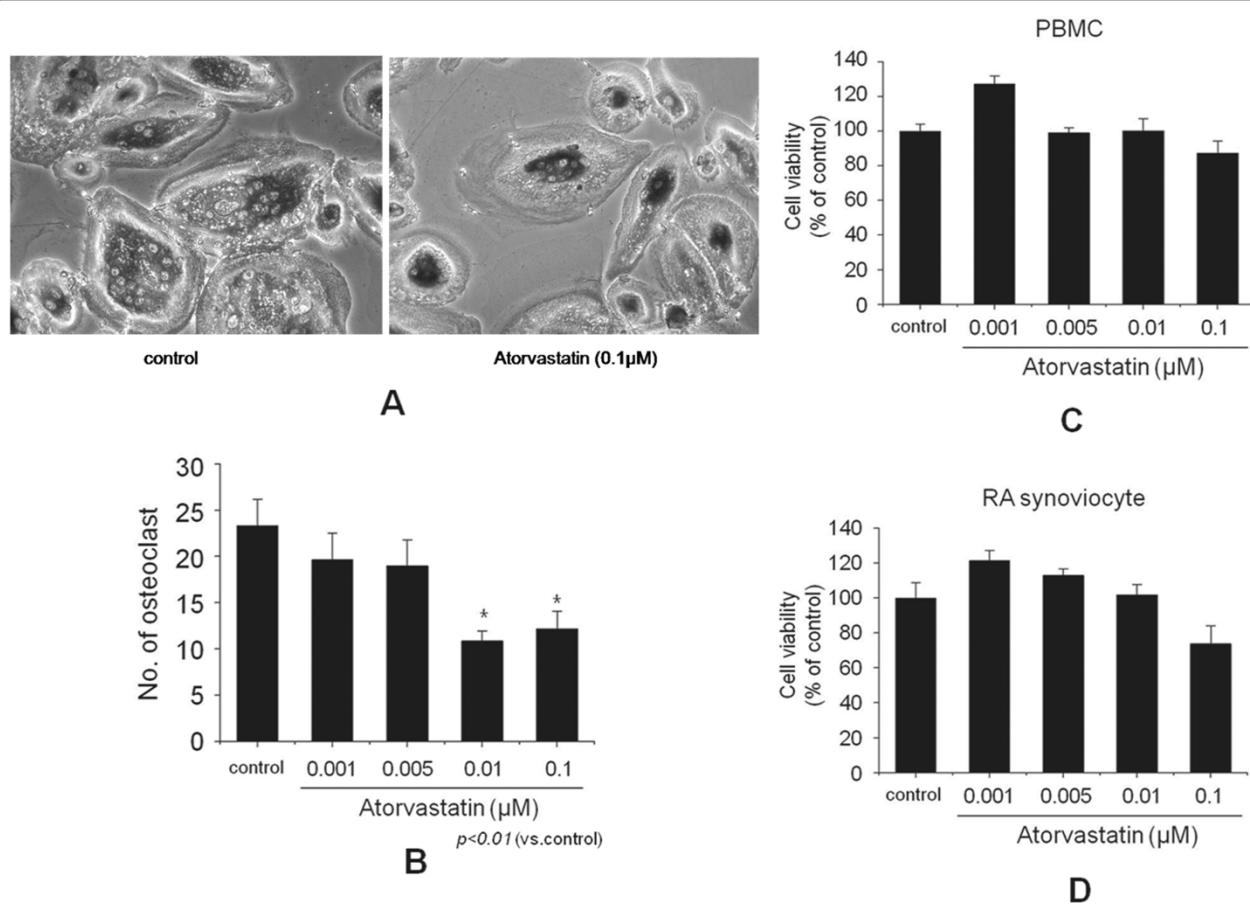 control
Atorvastatin (0.1µM)
A
30
25
20
15
10
5
0
No. of osteoclast
*
*
control
0.001
0.005
0.01
0.1
Atorvastatin (µM)
p<0.01 (vs.control)
B
PBMC
140
120
100
80
60
40
20
0
Cell viability
(% of control)
control
0.001
0.005
0.01
0.1
Atorvastatin (µM)
C
RA synoviocyte
140
120
100
80
60
40
20
0
Cell viability
(% of control)
control
0.001
0.005
0.01
0.1
Atorvastatin (µM)
D